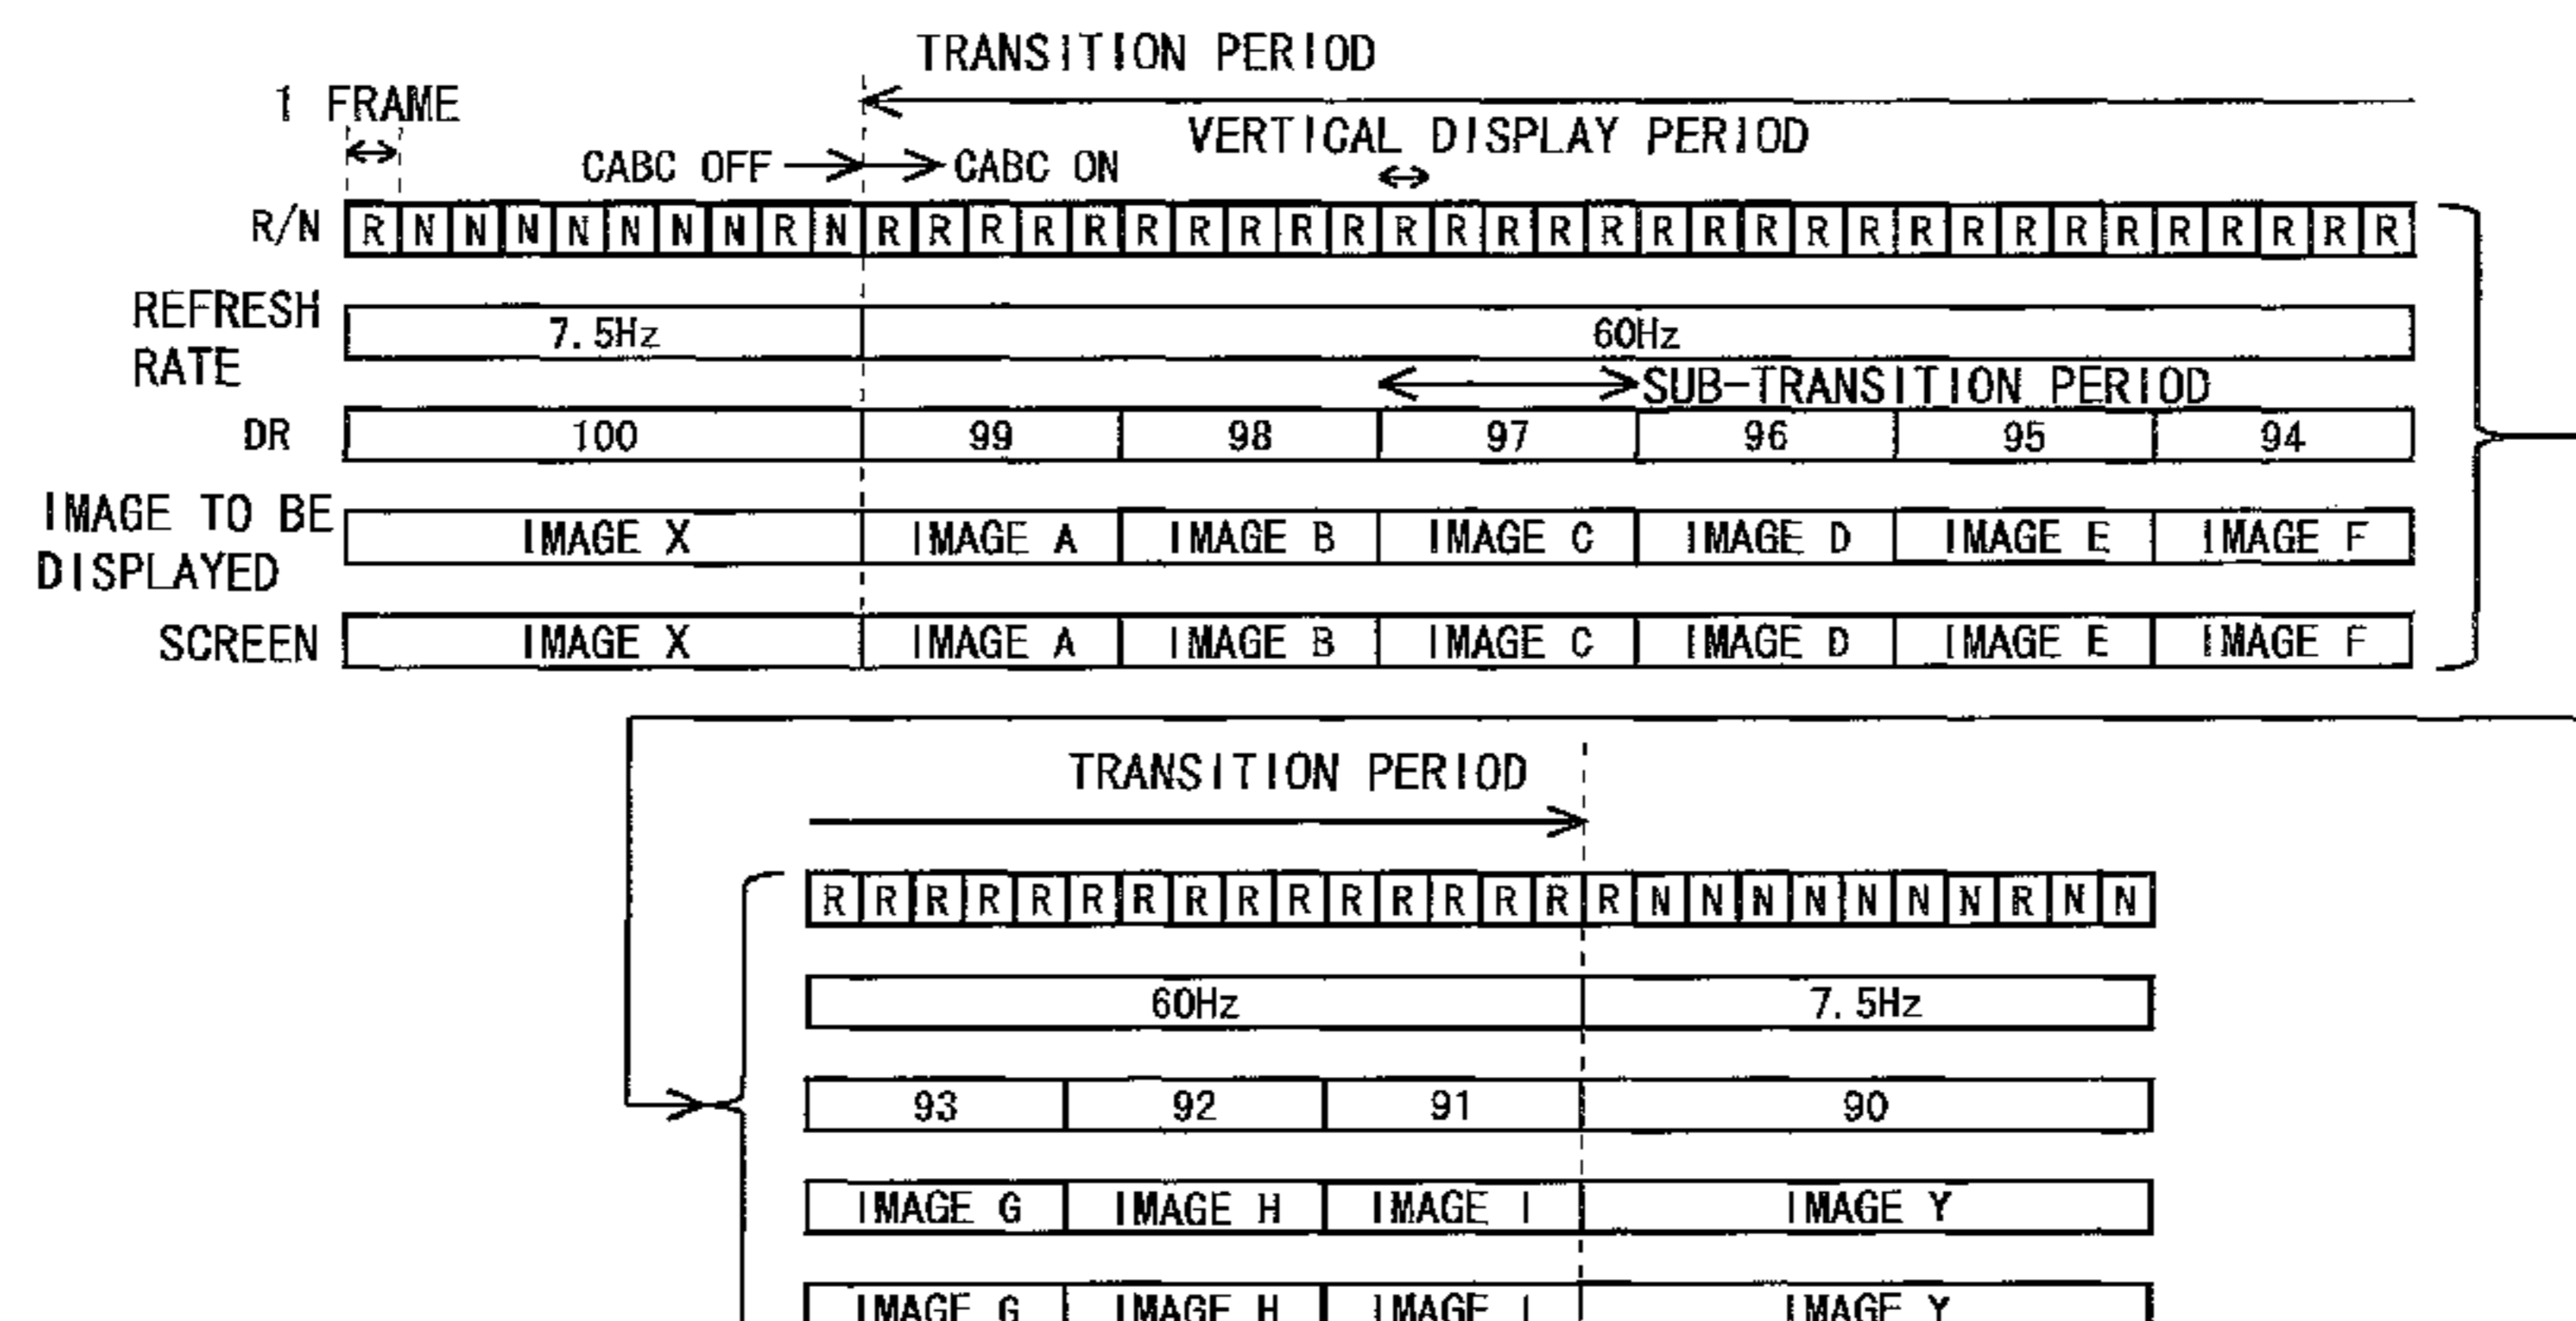 TRANSITION PERIOD
1 FRAME
VERTICAL DISPLAY PERIOD
CABC OFF CABC ON
R/N R N N N N N N N R N R R R R R R R R R R R R R R R R R R R R R R R R R R R R R R
REFRESH RATE 7.5Hz 60Hz
SUB-TRANSITION PERIOD
DR 100 99 98 97 96 95 94
IMAGE TO BE DISPLAYED IMAGE X IMAGE A IMAGE B IMAGE C IMAGE D IMAGE E IMAGE F
SCREEN IMAGE X IMAGE A IMAGE B IMAGE C IMAGE D IMAGE E IMAGE F
TRANSITION PERIOD
R R R R R R R R R R R R R R R R N N N N N N N R N N
60Hz 7.5Hz
93 92 91 90
IMAGE G IMAGE H IMAGE I IMAGE Y
IMAGE G IMAGE H IMAGE I IMAGE Y